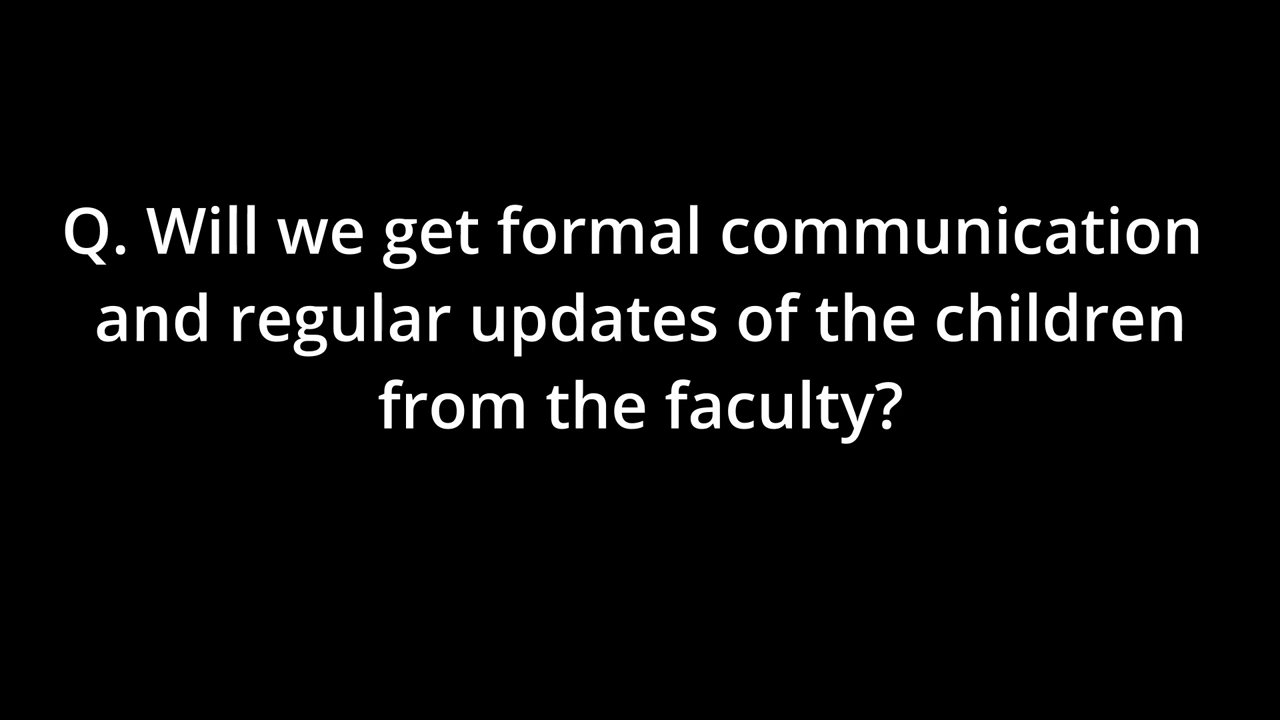 Q. Will we get formal communication
and regular updates of the children
from the faculty?